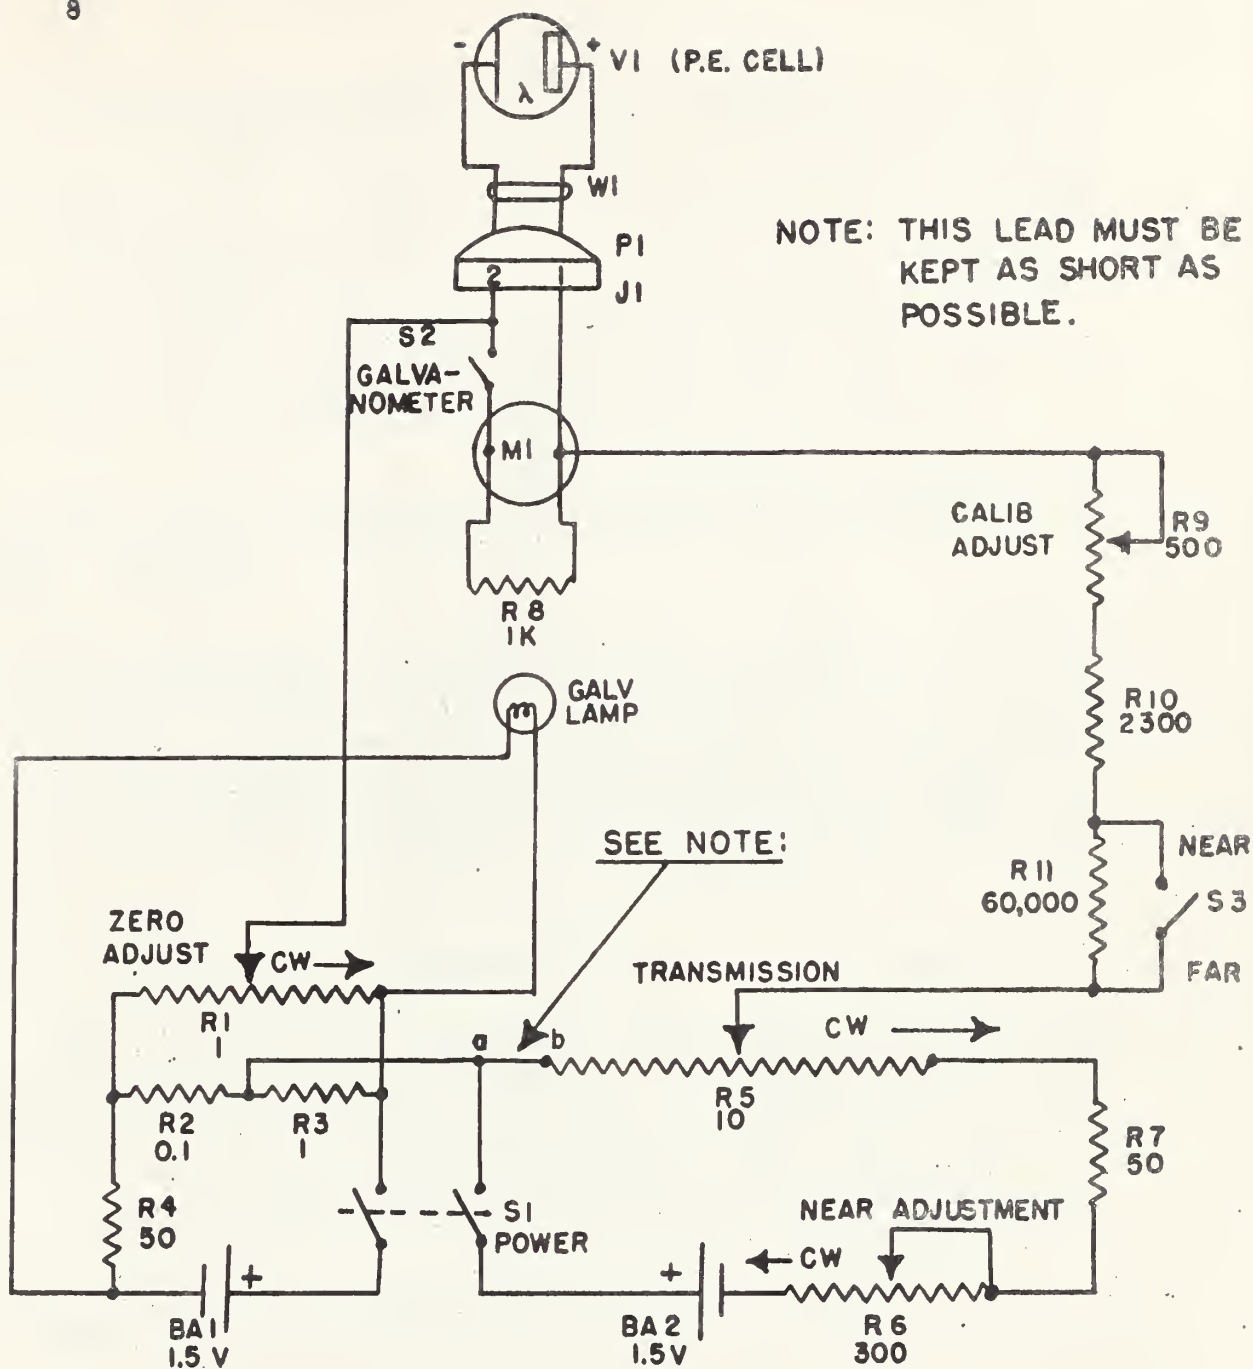 8
- + V1 (P.E. CELL)
λ
W1
P1
2 1
J1
NOTE: THIS LEAD MUST BE
KEPT AS SHORT AS
POSSIBLE.
S2
GALVA-
NOMETER
M1
CALIB
ADJUST
R9
500
R8
1K
GALV
LAMP
R10
2300
SEE NOTE:
NEAR
R11
60,000
S3
FAR
ZERO
ADJUST
CW
TRANSMISSION
CW
R1
1
a b
R5
10
R2
0.1
R3
1
R7
50
R4
50
S1
POWER
NEAR ADJUSTMENT
CW
+
+
BA1
1.5 V
BA2
1.5V
R6
300